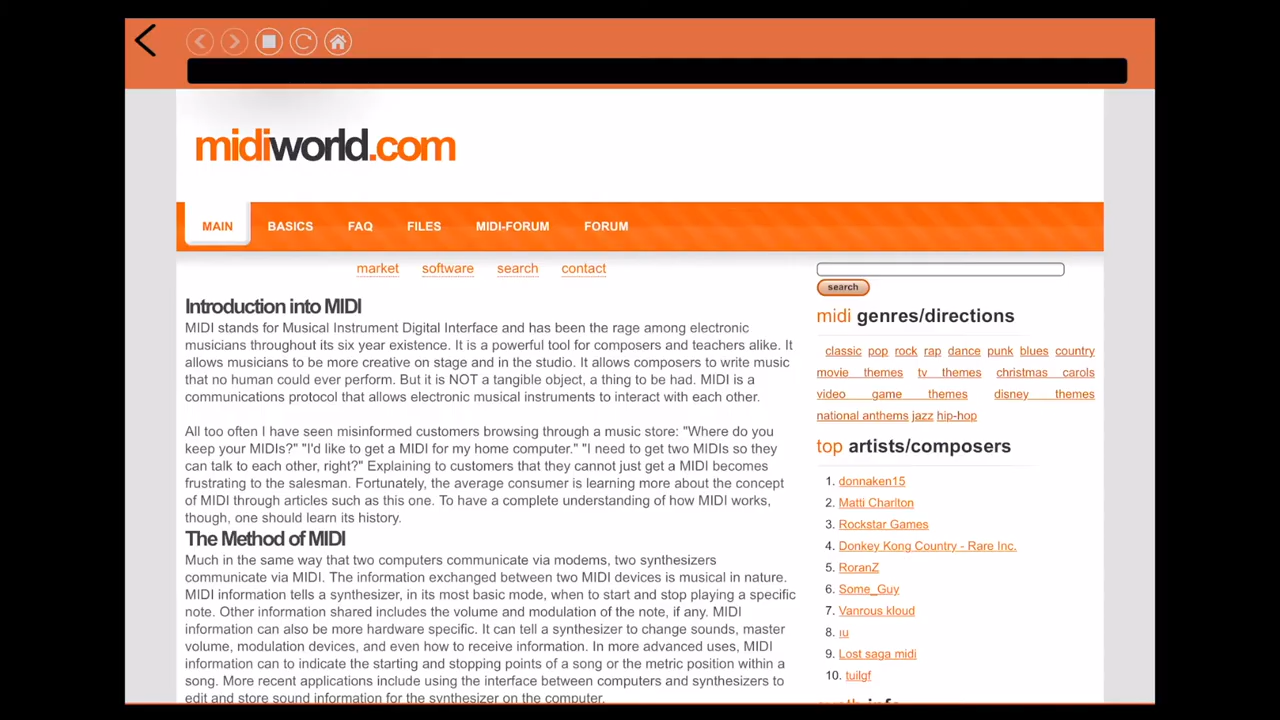 midiworld.com
MAIN BASICS FAQ FILES MIDI-FORUM FORUM
market software search contact
Introduction into MIDI
MIDI stands for Musical Instrument Digital Interface and has been the rage among electronic
musicians throughout its six year existence. It is a powerful tool for composers and teachers alike. It
allows musicians to be more creative on stage and in the studio. It allows composers to write music
that no human could ever perform. But it is NOT a tangible object, a thing to be had. MIDI is a
communications protocol that allows electronic musical instruments to interact with each other.
All too often I have seen misinformed customers browsing through a music store: "Where do you
keep your MIDIs?" "I'd like to get a MIDI for my home computer." "I need to get two MIDIs so they
can talk to each other, right?" Explaining to customers that they cannot just get a MIDI becomes
frustrating to the salesman. Fortunately, the average consumer is learning more about the concept
of MIDI through articles such as this one. To have a complete understanding of how MIDI works,
though, one should learn its history.
The Method of MIDI
Much in the same way that two computers communicate via modems, two synthesizers
communicate via MIDI. The information exchanged between two MIDI devices is musical in nature.
MIDI information tells a synthesizer, in its most basic mode, when to start and stop playing a specific
note. Other information shared includes the volume and modulation of the note, if any. MIDI
information can also be more hardware specific. It can tell a synthesizer to change sounds, master
volume, modulation devices, and even how to receive information. In more advanced uses, MIDI
information can to indicate the starting and stopping points of a song or the metric position within a
song. More recent applications include using the interface between computers and synthesizers to
edit and store sound information for the synthesizer on the computer.
search
midi genres/directions
classic pop rock rap dance punk blues country
movie themes tv themes christmas carols
video game themes disney themes
national anthems jazz hip-hop
top artists/composers
1. donnaken15
2. Matti Charlton
3. Rockstar Games
4. Donkey Kong Country - Rare Inc.
5. RoranZ
6. Some_Guy
7. Vanrous kloud
8. ıu
9. Lost saga midi
10. tuilgf